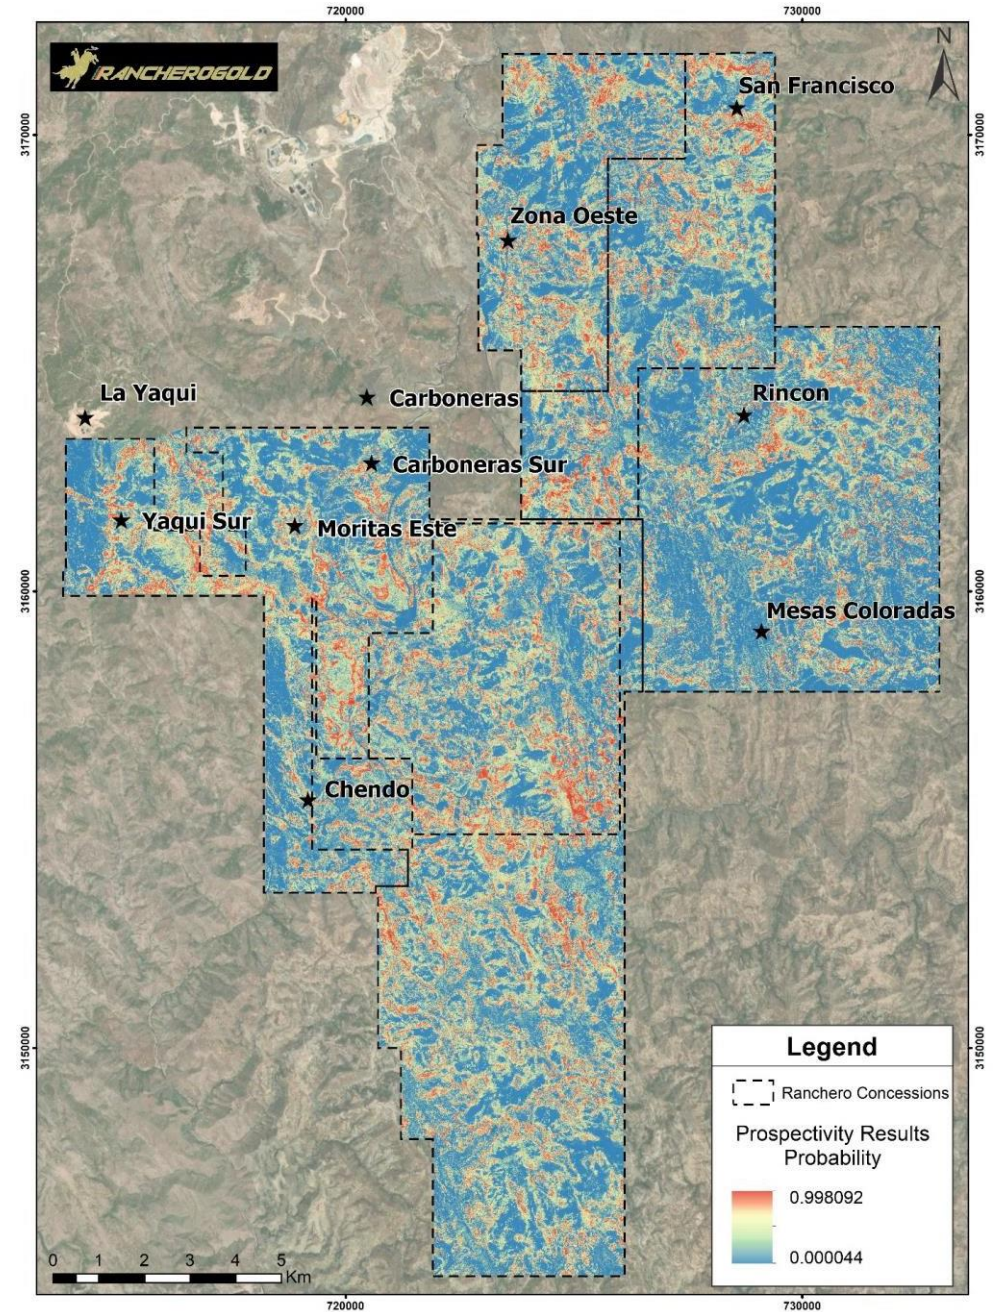 720000
730000
RANCHEROGOLD
N
San Francisco
3170000
3170000
Zona Oeste
La Yaqui
Carboneras
Rincon
Carboneras Sur
Yaqui Sur
Moritas Este
3160000
3160000
Mesas Coloradas
Chendo
3150000
3150000
Legend
Ranchero Concessions
Prospectivity Results
Probability
0.998092
0.000044
0 1 2 3 4 5
Km
720000
730000